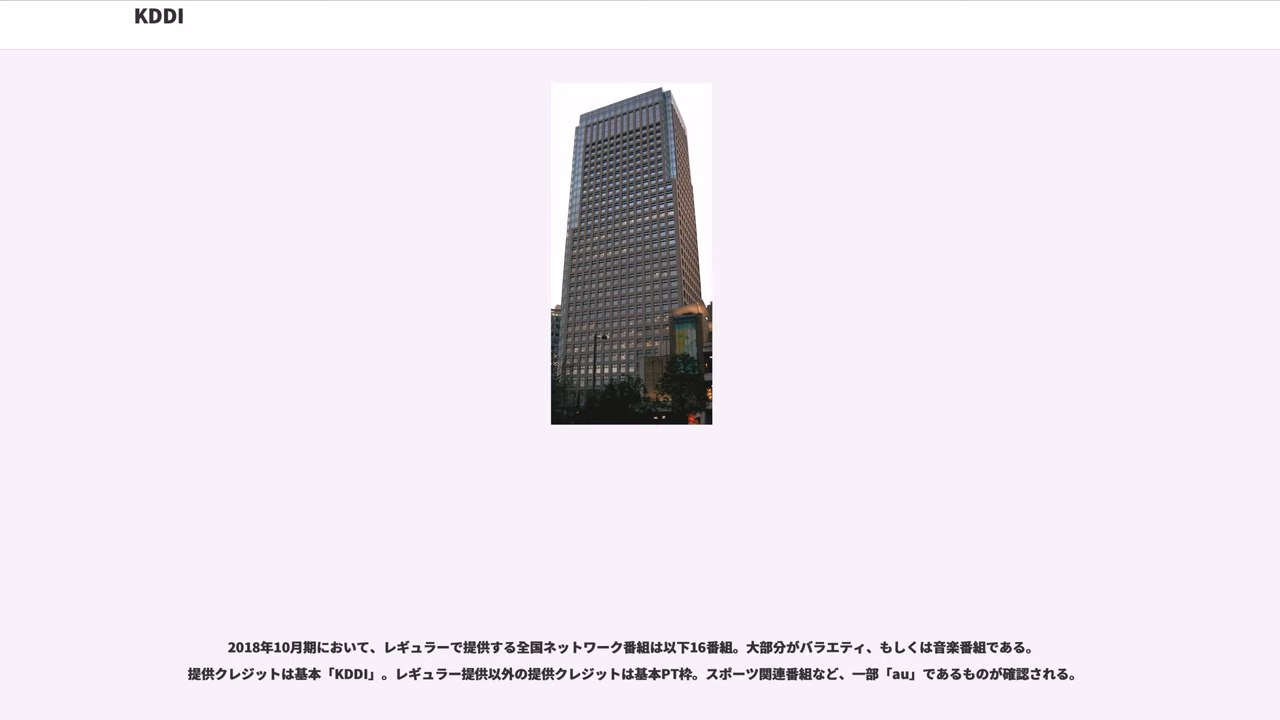 KDDI
2018年10月期において、レギュラーで提供する全国ネットワーク番組は以下16番組。大部分がバラエティ、もしくは音楽番組である。
提供クレジットは基本「KDDI」。レギュラー提供以外の提供クレジットは基本PT枠。スポーツ関連番組など、一部「au」であるものが確認される。